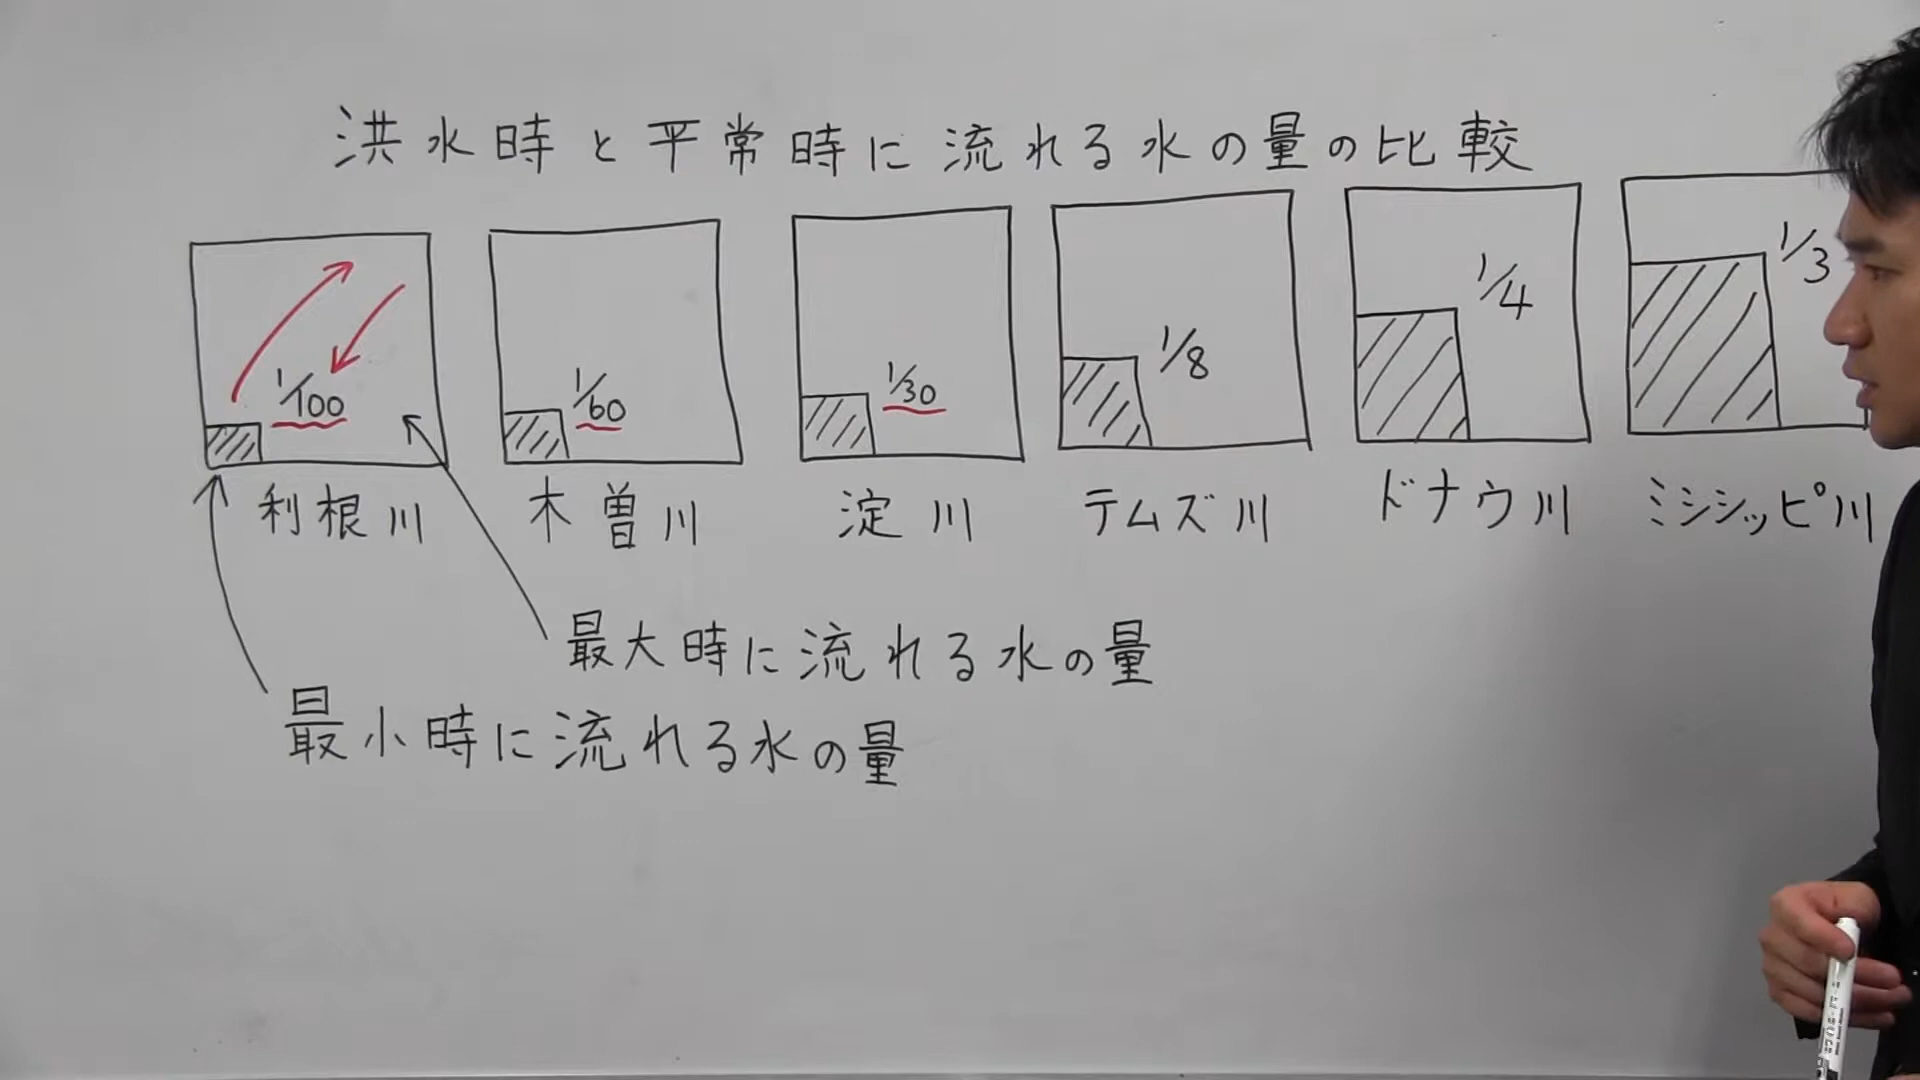 洪水時と平常時に流れる水の量の比較
1/100
1/60
1/30
1/8
1/4
1/3
利根川
木曽川
淀川
テムズ川
ドナウ川
ミシシッピ川
最大時に流れる水の量
最小時に流れる水の量